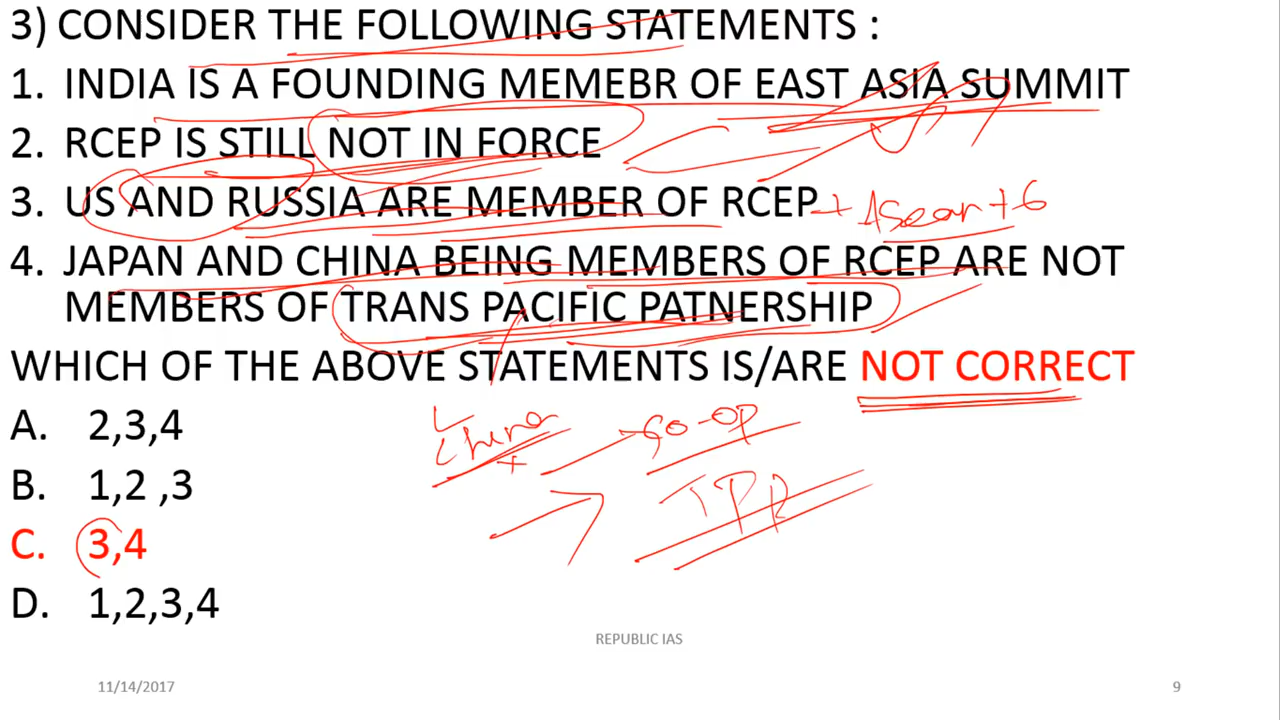 3) CONSIDER THE FOLLOWING STATEMENTS :
1. INDIA IS A FOUNDING MEMEBR OF EAST ASIA SUMMIT
2. RCEP IS STILL NOT IN FORCE
3. US AND RUSSIA ARE MEMBER OF RCEP → Asean + 6
4. JAPAN AND CHINA BEING MEMBERS OF RCEP ARE NOT
MEMBERS OF TRANS PACIFIC PATNERSHIP
WHICH OF THE ABOVE STATEMENTS IS/ARE NOT CORRECT
A. 2,3,4
China co-op
B. 1,2 ,3
TPP
C. 3,4
D. 1,2,3,4
REPUBLIC IAS
11/14/2017 9